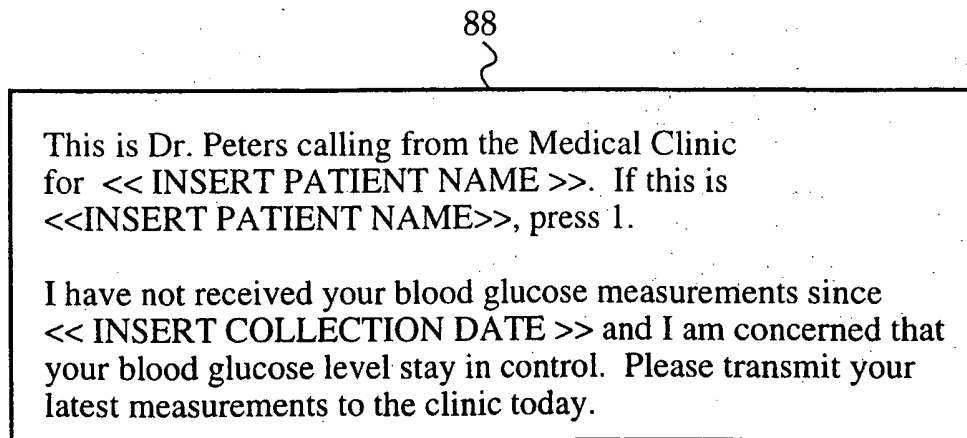 88
This is Dr. Peters calling from the Medical Clinic
for << INSERT PATIENT NAME >>. If this is
<<INSERT PATIENT NAME>>, press 1.
I have not received your blood glucose measurements since
<< INSERT COLLECTION DATE >> and I am concerned that
your blood glucose level stay in control. Please transmit your
latest measurements to the clinic today.